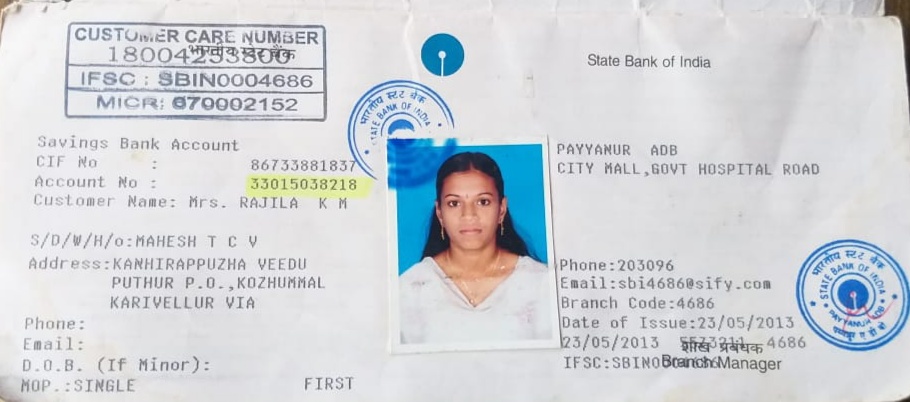 CUSTOMER CARE NUMBER
भारतीय स्टेट बैंक
IFSC : SBIN0004686
MICR: 670002152
State Bank of India
भारतीय स्टेट बैंक
STATE BANK OF INDIA
Savings Bank Account
CIF No : 86733881837
Account No : 33015038218
Customer Name: Mrs. RAJILA K M
S/D/W/H/o:MAHESH T C V
Address:KANHIRAPPUZHA VEEDU
PUTHUR P.O.,KOZHUMMAL
KARIVELLUR VIA
Phone:
Email:
D.O.B. (If Minor):
MOP.:SINGLE FIRST
PAYYANUR ADB
CITY MALL,GOVT HOSPITAL ROAD
Phone:203096
Email:sbi4686@sify.com
Branch Code:4686
Date of Issue:23/05/2013
23/05/2013 4686
शाखा प्रबंधक
IFSC:SBIN0
Branch Manager
भारतीय स्टेट बैंक
STATE BANK OF INDIA
PAYYANUR ADB